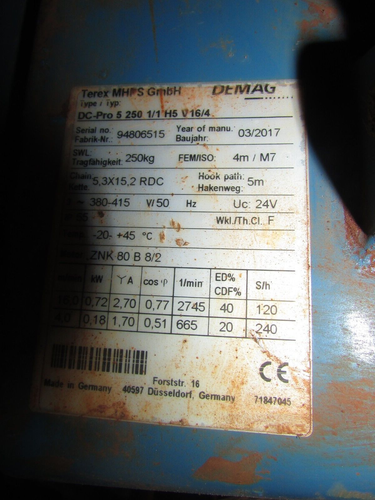 Terex MHPS GmbH DEMAG
Type / Typ:
DC-Pro 5 250 1/1 H5 V16/4
Serial no. 94806515 Year of manu. 03/2017
Fabrik-Nr. Baujahr:
SWL 250kg FEM/ISO: 4m / M7
Tragfähigkeit:
Chain 5,3X15,2 RDC Hook path: 5m
Kette Hakenweg:
380-415 V/ 50 Hz Uc: 24V
Wkl./Th.Cl. F
-20- +45 °C
ZNK 80 B 8/2
kW Y A cos φ 1/min ED% CDF% S/h
0,72 2,70 0,77 2745 40 120
0,18 1,70 0,51 665 20 240
Made in Germany Forststr. 16 CE
40597 Düsseldorf, Germany 71847045